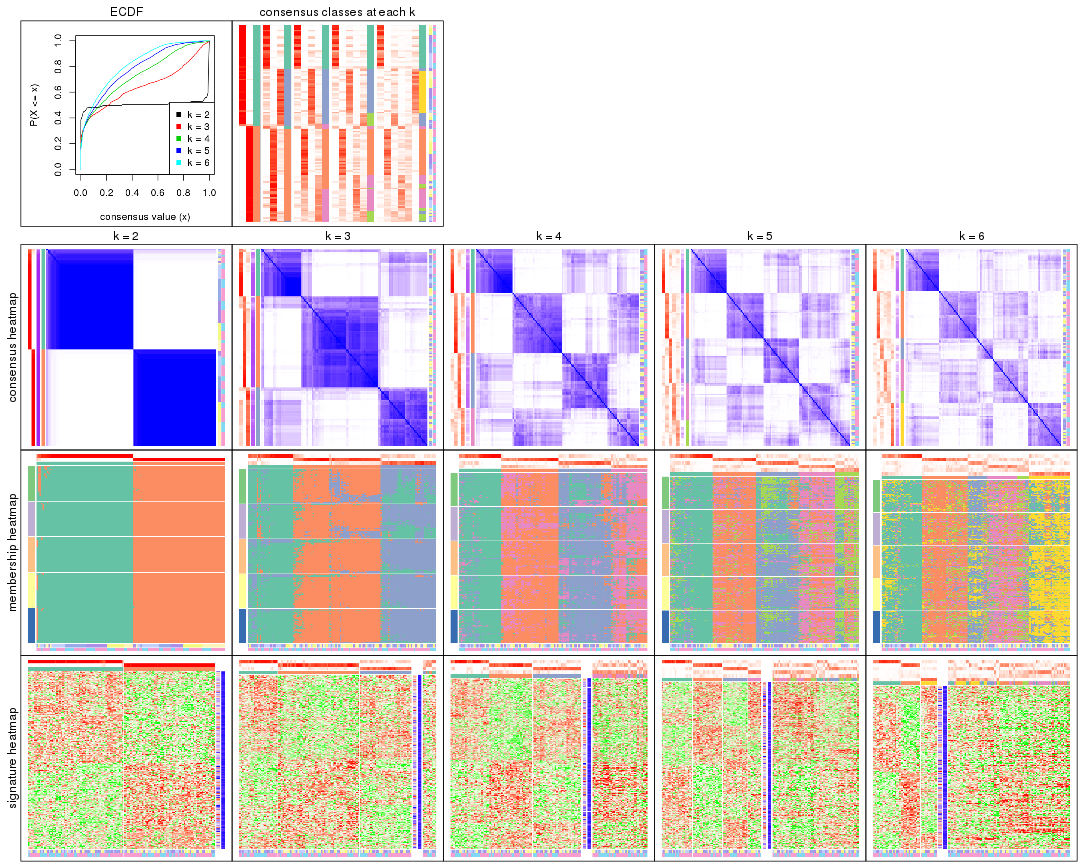 ECDF
consensus classes at each k
P(X <= x)
0.0 0.2 0.4 0.6 0.8 1.0
k = 2
k = 3
k = 4
k = 5
k = 6
0.0 0.2 0.4 0.6 0.8 1.0
consensus value (x)
k = 2 k = 3 k = 4 k = 5 k = 6
consensus heatmap
membership heatmap
signature heatmap